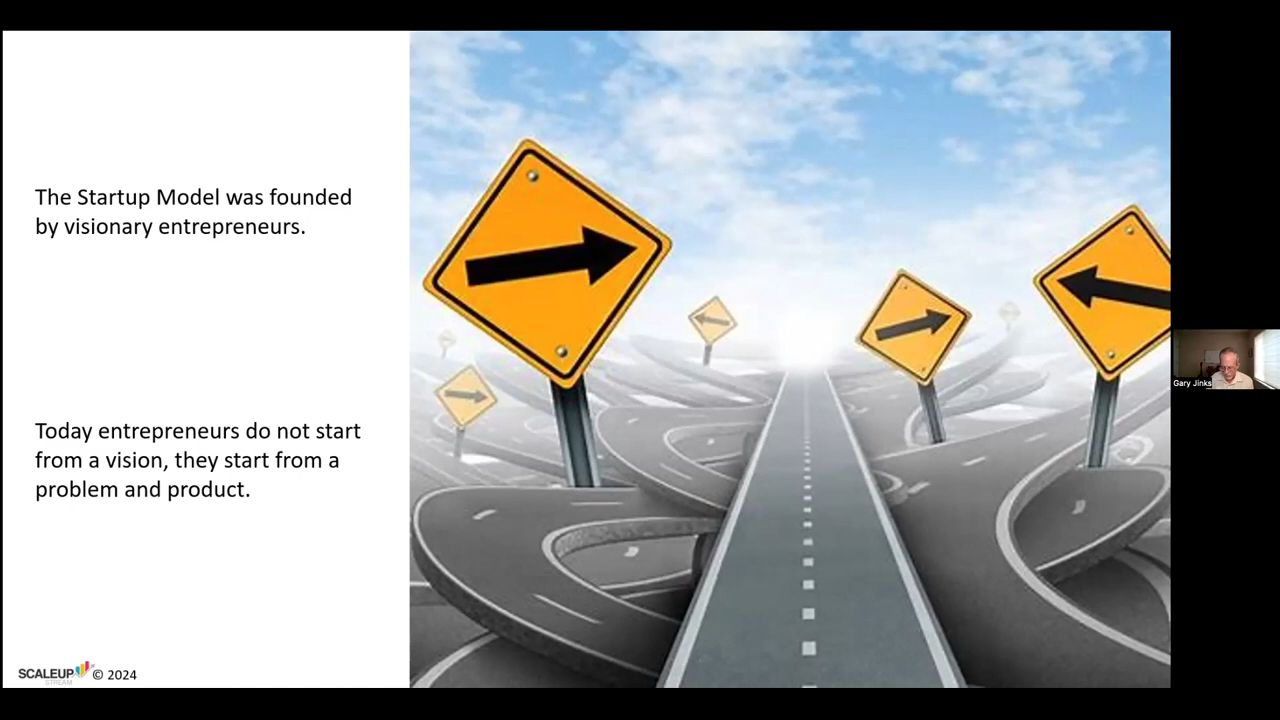 The Startup Model was founded
by visionary entrepreneurs.
Today entrepreneurs do not start
from a vision, they start from a
problem and product.
SCALEUP
STREAM
© 2024
Gary Jinks